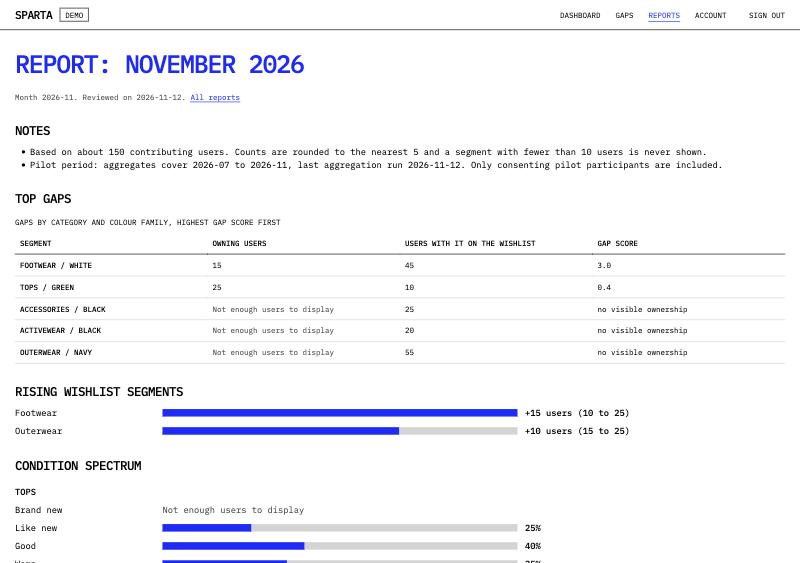 SPARTA DEMO DASHBOARD GAPS REPORTS ACCOUNT SIGN OUT
REPORT: NOVEMBER 2026
Month 2026-11. Reviewed on 2026-11-12. All reports
NOTES
• Based on about 150 contributing users. Counts are rounded to the nearest 5 and a segment with fewer than 10 users is never shown.
• Pilot period: aggregates cover 2026-07 to 2026-11, last aggregation run 2026-11-12. Only consenting pilot participants are included.
TOP GAPS
GAPS BY CATEGORY AND COLOUR FAMILY, HIGHEST GAP SCORE FIRST
SEGMENT OWNING USERS USERS WITH IT ON THE WISHLIST GAP SCORE
FOOTWEAR / WHITE 15 45 3.0
TOPS / GREEN 25 10 0.4
ACCESSORIES / BLACK Not enough users to display 25 no visible ownership
ACTIVEWEAR / BLACK Not enough users to display 20 no visible ownership
OUTERWEAR / NAVY Not enough users to display 55 no visible ownership
RISING WISHLIST SEGMENTS
Footwear +15 users (10 to 25)
Outerwear +10 users (15 to 25)
CONDITION SPECTRUM
TOPS
Brand new Not enough users to display
Like new 25%
Good 40%